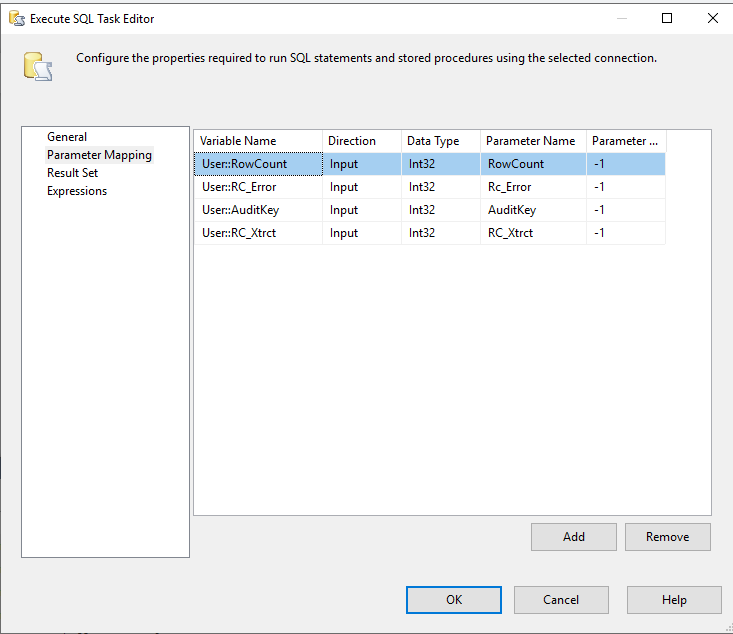 Execute SQL Task Editor
Configure the properties required to run SQL statements and stored procedures using the selected connection.
General
Parameter Mapping
Result Set
Expressions
Variable Name Direction Data Type Parameter Name Parameter ...
User::RowCount Input Int32 RowCount -1
User::RC_Error Input Int32 Rc_Error -1
User::AuditKey Input Int32 AuditKey -1
User::RC_Xtrct Input Int32 RC_Xtrct -1
Add Remove
OK Cancel Help